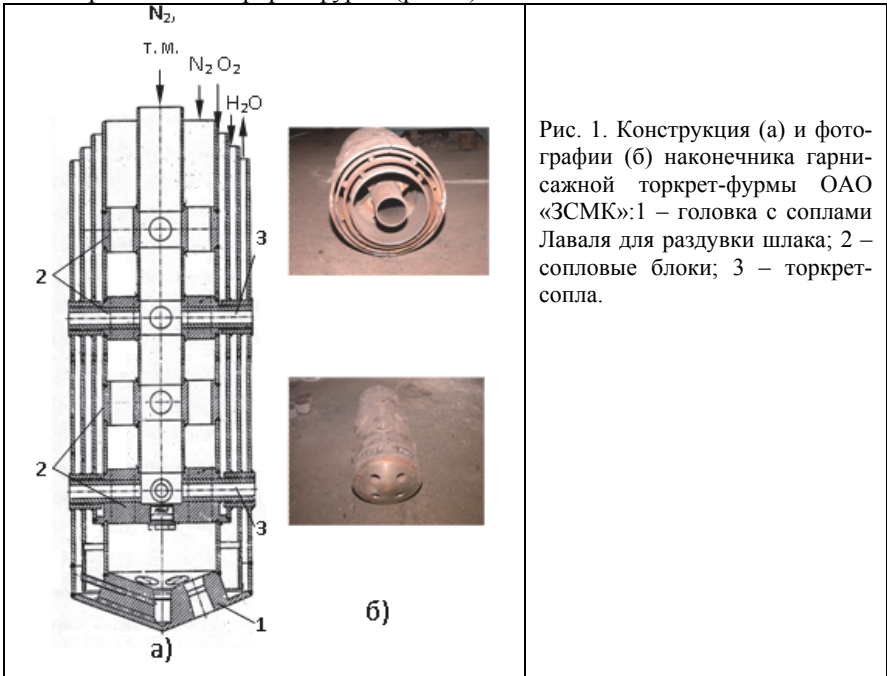 N₂,
т. м.
N₂ O₂
H₂O
3
2
2
3
1
а)
б)
Рис. 1. Конструкция (а) и фото-
графии (б) наконечника гарни-
сажной торкрет-фурмы ОАО
«ЗСМК»:1 – головка с соплами
Лаваля для раздувки шлака; 2 –
сопловые блоки; 3 – торкрет-
сопла.